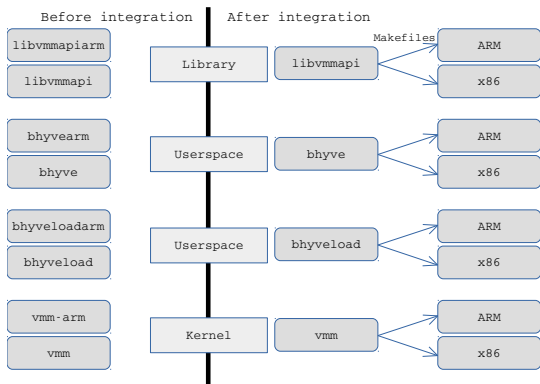 Before integration
After integration
libvmmapiarm
libvmmapi
Library
libvmmapi
Makefiles
ARM
x86
bhyvearm
bhyve
Userspace
bhyve
ARM
x86
bhyveloadarm
bhyveload
Userspace
bhyveload
ARM
x86
vmm-arm
vmm
Kernel
vmm
ARM
x86